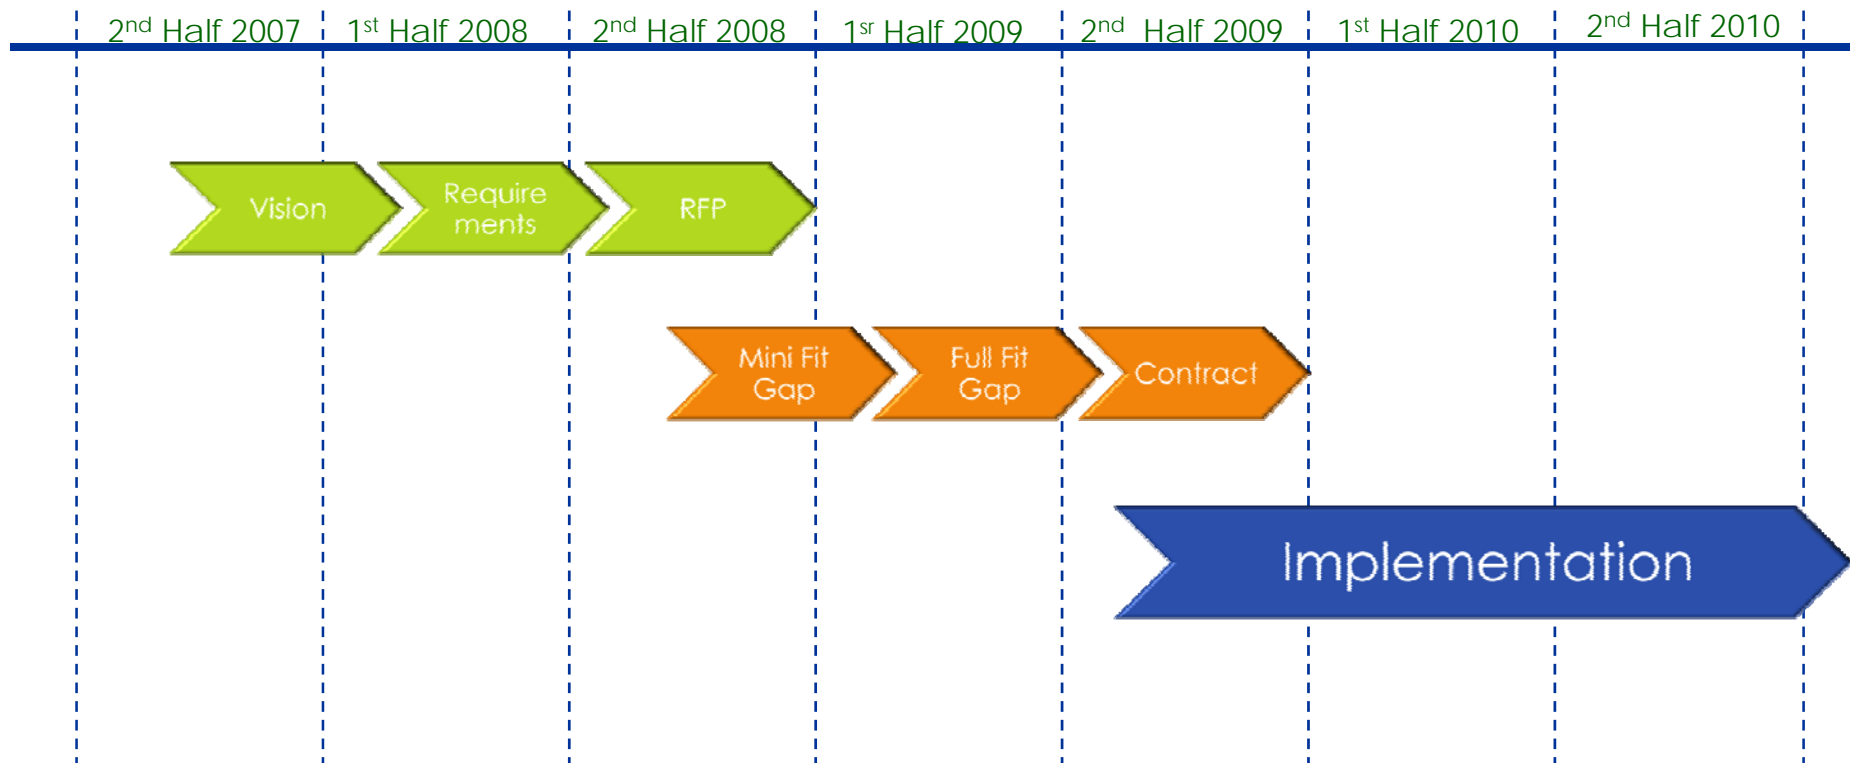 2nd Half 2007
1st Half 2008
2nd Half 2008
1sr Half 2009
2nd Half 2009
1st Half 2010
2nd Half 2010
Vision
Require
ments
RFP
Mini Fit
Gap
Full Fit
Gap
Contract
Implementation